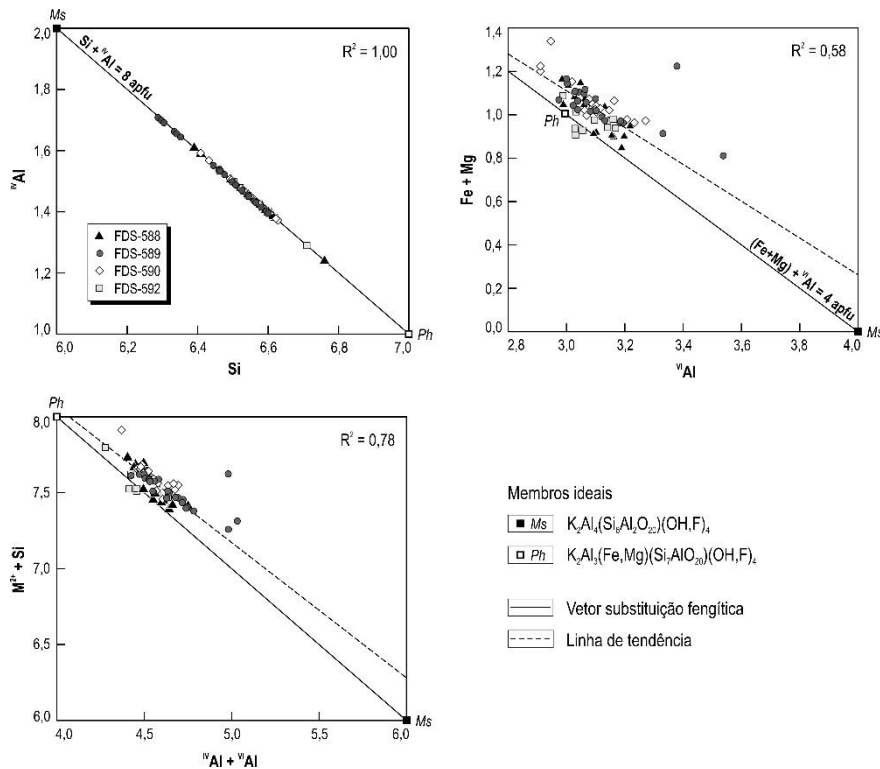 Ms
2,0
1,8
1,6
1,4
1,2
1,0
ᴵⱽAl
Si + ᴵⱽAl = 8 apfu
R² = 1,00
FDS-588
FDS-589
FDS-590
FDS-592
Ph
6,0 6,2 6,4 6,6 6,8 7,0
Si
1,4
1,2
1,0
0,8
0,6
0,4
0,2
0,0
Fe + Mg
R² = 0,58
Ph
(Fe+Mg) + ⱽᴵAl = 4 apfu
Ms
2,8 3,0 3,2 3,4 3,6 3,8 4,0
ⱽᴵAl
Ph
8,0
7,5
7,0
6,5
6,0
M²⁺ + Si
R² = 0,78
Ms
4,0 4,5 5,0 5,5 6,0
ᴵⱽAl + ⱽᴵAl
Membros ideais
Ms K₂Al₄(Si₆Al₂O₂₀)(OH,F)₄
Ph K₂Al₃(Fe,Mg)(Si₇AlO₂₀)(OH,F)₄
Vetor substituição fengítica
Linha de tendência